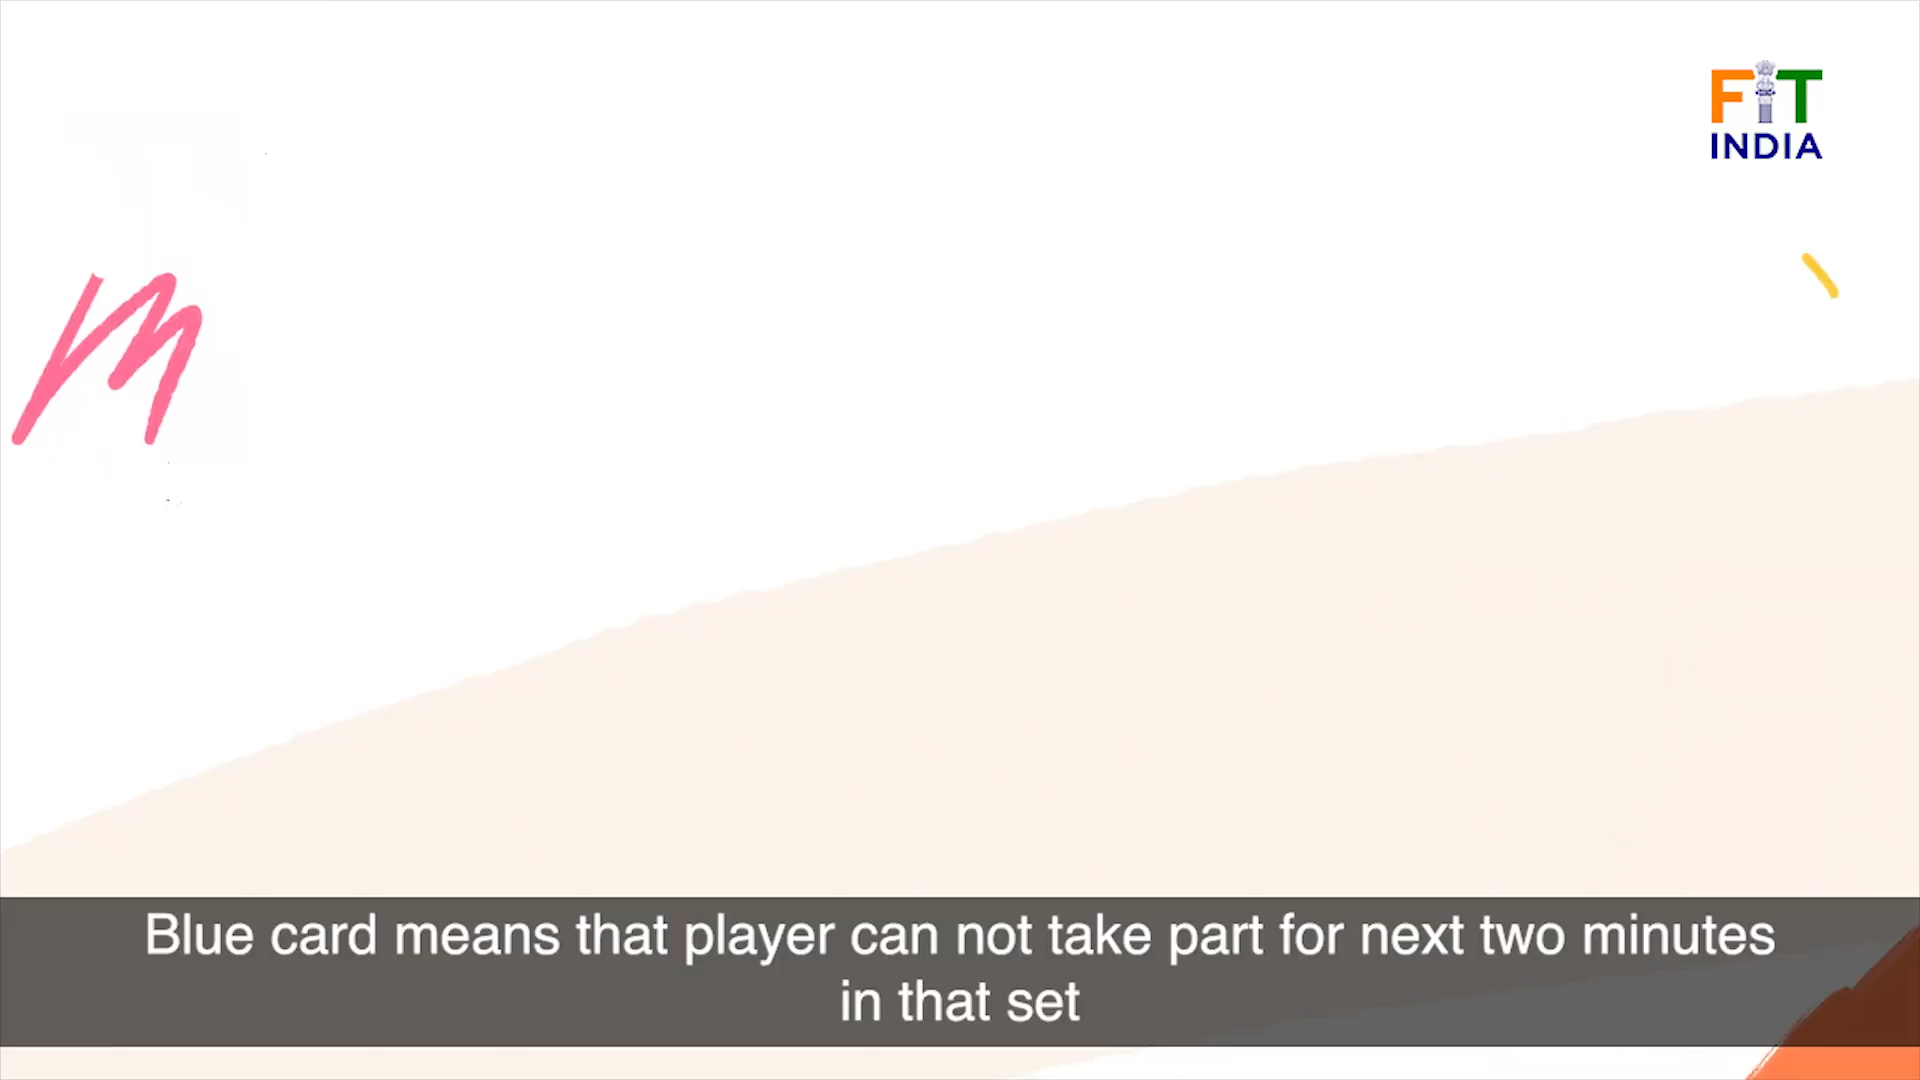 FIT
INDIA
Blue card means that player can not take part for next two minutes
in that set